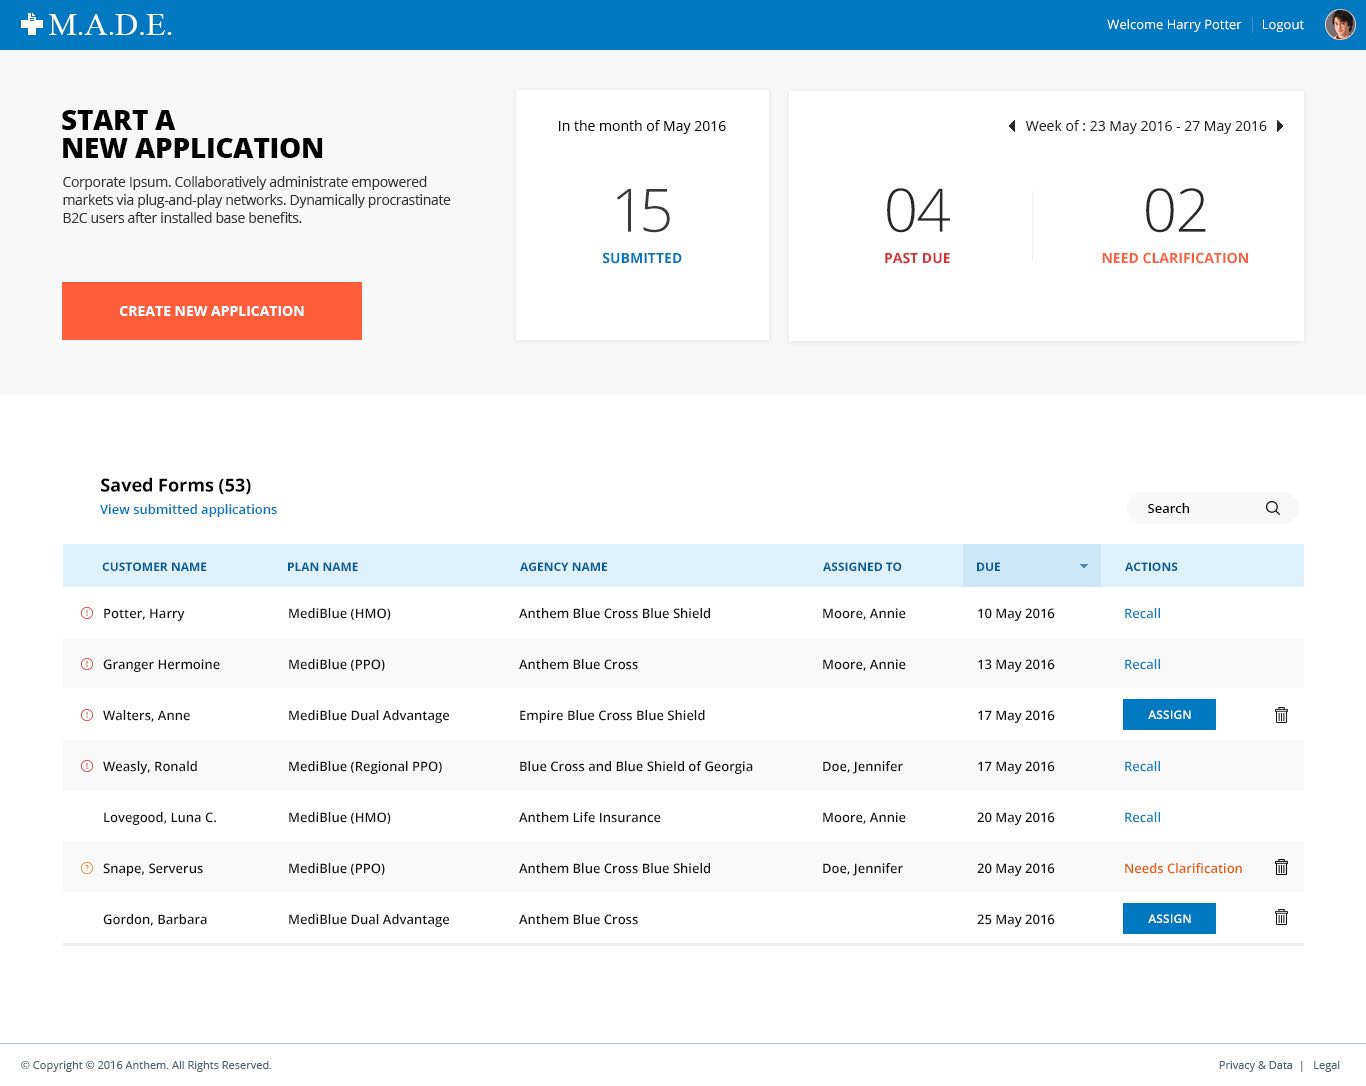 M.A.D.E.
Welcome Harry Potter
Logout
START A
NEW APPLICATION
Corporate Ipsum. Collaboratively administrate empowered
markets via plug-and-play networks. Dynamically procrastinate
B2C users after installed base benefits.
CREATE NEW APPLICATION
In the month of May 2016
15
SUBMITTED
Week of : 23 May 2016 - 27 May 2016
04
PAST DUE
02
NEED CLARIFICATION
Saved Forms (53)
View submitted applications
Search
CUSTOMER NAME PLAN NAME AGENCY NAME ASSIGNED TO DUE ACTIONS
Potter, Harry MediBlue (HMO) Anthem Blue Cross Blue Shield Moore, Annie 10 May 2016 Recall
Granger Hermoine MediBlue (PPO) Anthem Blue Cross Moore, Annie 13 May 2016 Recall
Walters, Anne MediBlue Dual Advantage Empire Blue Cross Blue Shield 17 May 2016 ASSIGN
Weasly, Ronald MediBlue (Regional PPO) Blue Cross and Blue Shield of Georgia Doe, Jennifer 17 May 2016 Recall
Lovegood, Luna C. MediBlue (HMO) Anthem Life Insurance Moore, Annie 20 May 2016 Recall
Snape, Serverus MediBlue (PPO) Anthem Blue Cross Blue Shield Doe, Jennifer 20 May 2016 Needs Clarification
Gordon, Barbara MediBlue Dual Advantage Anthem Blue Cross 25 May 2016 ASSIGN
© Copyright © 2016 Anthem. All Rights Reserved.
Privacy & Data | Legal